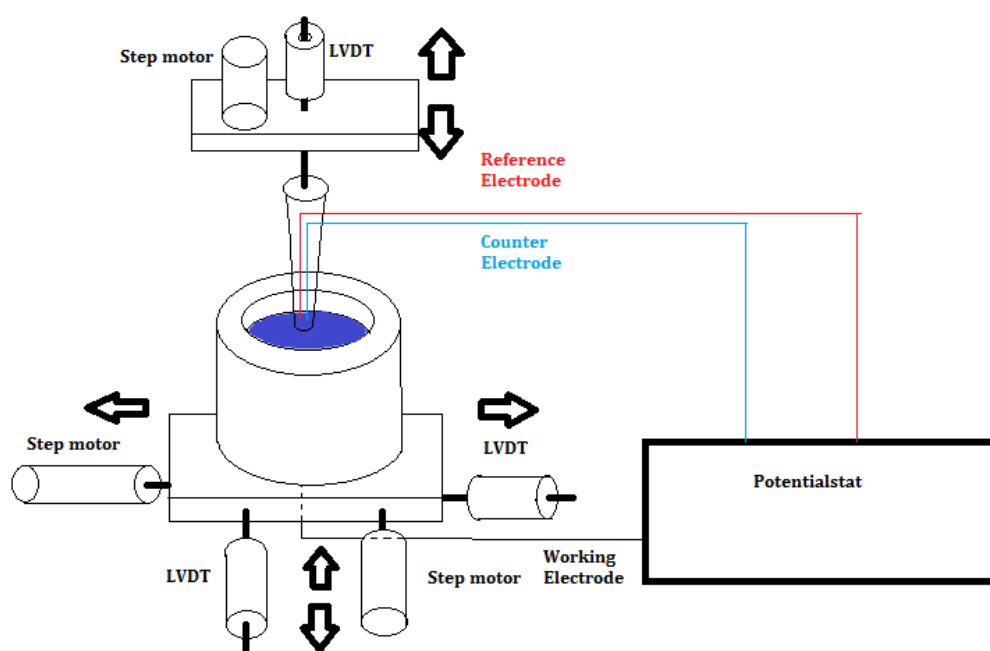 LVDT
Step motor
Reference
Electrode
Counter
Electrode
Step motor
LVDT
Potentialstat
LVDT
Step motor
Working
Electrode